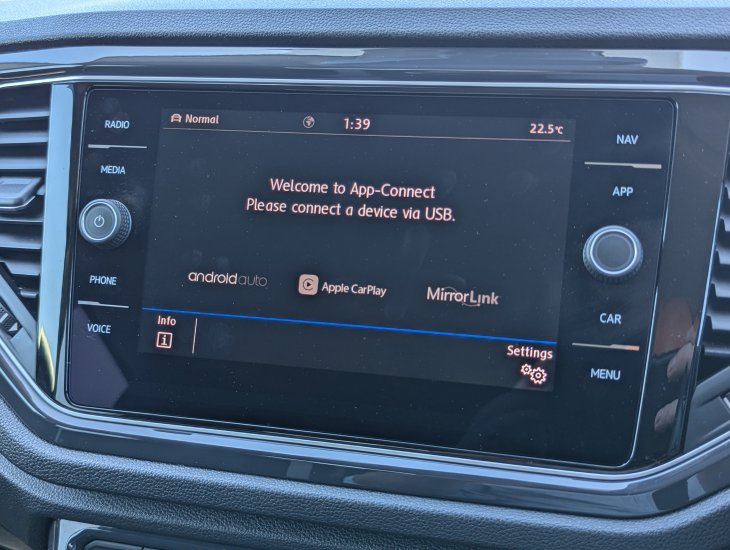 RADIO
MEDIA
PHONE
VOICE
Normal
1:39
22.5°C
Welcome to App-Connect
Please connect a device via USB.
androidauto
Apple CarPlay
MirrorLink
Info
i
Settings
NAV
APP
CAR
MENU